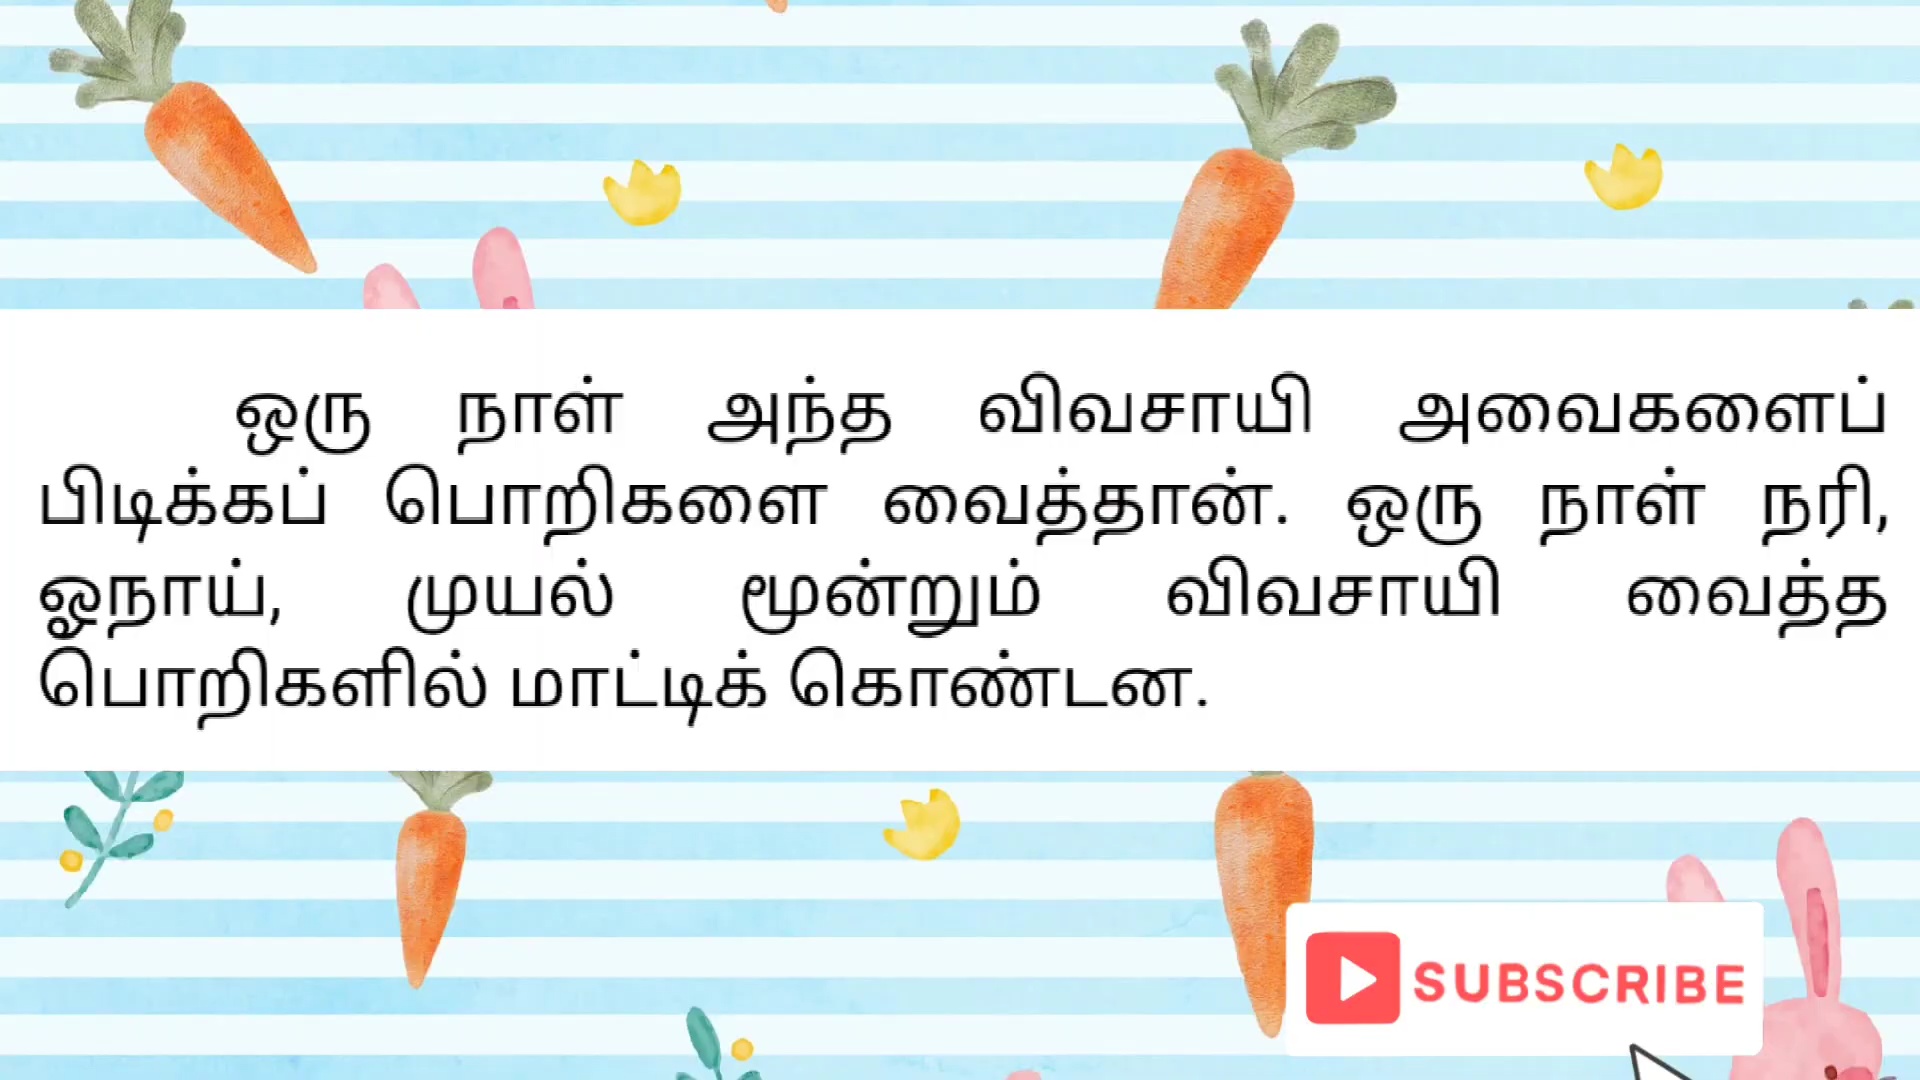 ஒரு நாள் அந்த விவசாயி அவைகளைப்
பிடிக்கப் பொறிகளை வைத்தான். ஒரு நாள் நரி,
ஓநாய், முயல் மூன்றும் விவசாயி வைத்த
பொறிகளில் மாட்டிக் கொண்டன.
SUBSCRIBE